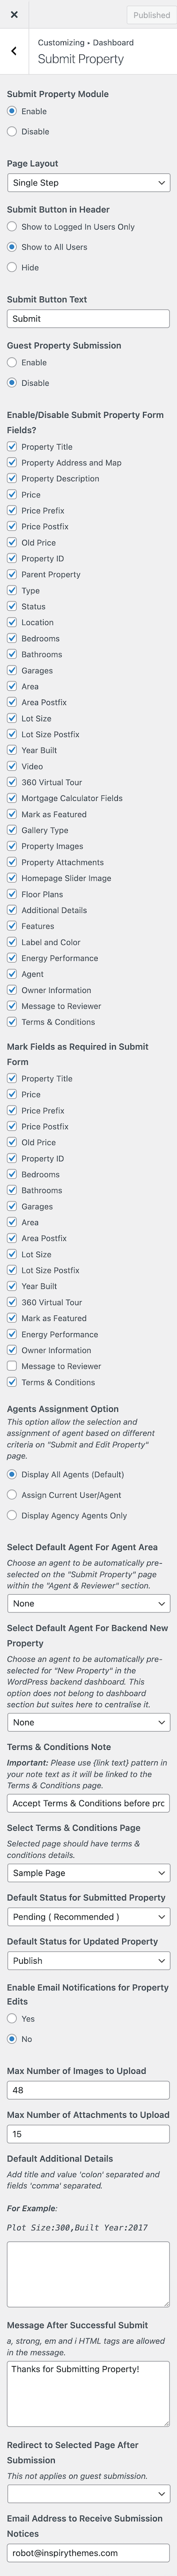 Published
Customizing • Dashboard
Submit Property
Submit Property Module
Enable
Disable
Page Layout
Single Step
Submit Button in Header
Show to Logged In Users Only
Show to All Users
Hide
Submit Button Text
Submit
Guest Property Submission
Enable
Disable
Enable/Disable Submit Property Form
Fields?
Property Title
Property Address and Map
Property Description
Price
Price Prefix
Price Postfix
Old Price
Property ID
Parent Property
Type
Status
Location
Bedrooms
Bathrooms
Garages
Area
Area Postfix
Lot Size
Lot Size Postfix
Year Built
Video
360 Virtual Tour
Mortgage Calculator Fields
Mark as Featured
Gallery Type
Property Images
Property Attachments
Homepage Slider Image
Floor Plans
Additional Details
Features
Label and Color
Energy Performance
Agent
Owner Information
Message to Reviewer
Terms & Conditions
Mark Fields as Required in Submit
Form
Property Title
Price
Price Prefix
Price Postfix
Old Price
Property ID
Bedrooms
Bathrooms
Garages
Area
Area Postfix
Lot Size
Lot Size Postfix
Year Built
360 Virtual Tour
Mark as Featured
Energy Performance
Owner Information
Message to Reviewer
Terms & Conditions
Agents Assignment Option
This option allow the selection and
assignment of agent based on different
criteria on "Submit and Edit Property"
page.
Display All Agents (Default)
Assign Current User/Agent
Display Agency Agents Only
Select Default Agent For Agent Area
Choose an agent to be automatically pre-
selected on the "Submit Property" page
within the "Agent & Reviewer" section.
None
Select Default Agent For Backend New
Property
Choose an agent to be automatically pre-
selected for "New Property" in the
WordPress backend dashboard. This
option does not belong to dashboard
section but suites here to centralise it.
None
Terms & Conditions Note
Important: Please use {link text} pattern in
your note text as it will be linked to the
Terms & Conditions page.
Accept Terms & Conditions before prc
Select Terms & Conditions Page
Selected page should have terms &
conditions details.
Sample Page
Default Status for Submitted Property
Pending ( Recommended )
Default Status for Updated Property
Publish
Enable Email Notifications for Property
Edits
Yes
No
Max Number of Images to Upload
48
Max Number of Attachments to Upload
15
Default Additional Details
Add title and value 'colon' separated and
fields 'comma' separated.
For Example:
Plot Size:300,Built Year:2017
Message After Successful Submit
a, strong, em and i HTML tags are allowed
in the message.
Thanks for Submitting Property!
Redirect to Selected Page After
Submission
This not applies on guest submission.
Email Address to Receive Submission
Notices
robot@inspirythemes.com